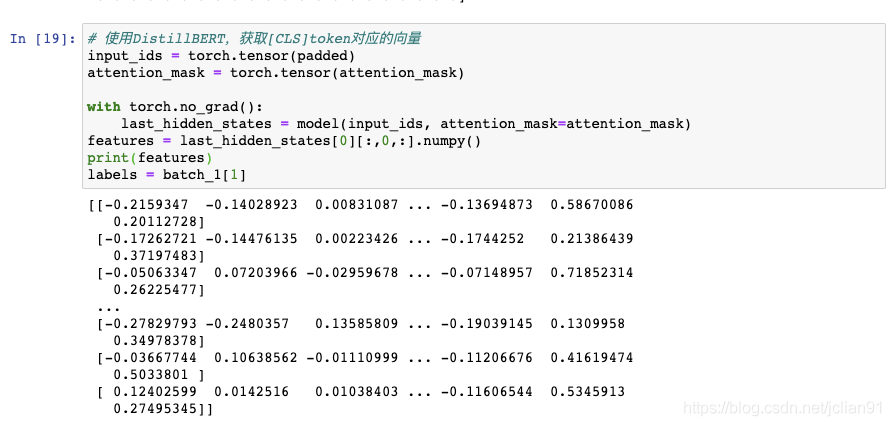 In [19]: # 使用DistillBERT，获取[CLS]token对应的向量
input_ids = torch.tensor(padded)
attention_mask = torch.tensor(attention_mask)
with torch.no_grad():
    last_hidden_states = model(input_ids, attention_mask=attention_mask)
features = last_hidden_states[0][:,0,:].numpy()
print(features)
labels = batch_1[1]
[[-0.2159347  -0.14028923  0.00831087 ... -0.13694873  0.58670086
   0.20112728]
 [-0.17262721 -0.14476135  0.00223426 ... -0.1744252   0.21386439
   0.37197483]
 [-0.05063347  0.07203966 -0.02959678 ... -0.07148957  0.71852314
   0.26225477]
 ...
 [-0.27829793 -0.2480357   0.13585809 ... -0.19039145  0.1309958
   0.34978378]
 [-0.03667744  0.10638562 -0.01110999 ... -0.11206676  0.41619474
   0.5033801 ]
 [ 0.12402599  0.0142516   0.01038403 ... -0.11606544  0.5345913
   0.27495345]]
https://blog.csdn.net/jclian91